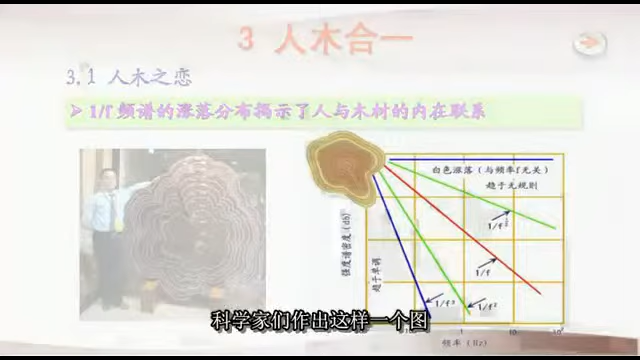 3 人木合一
3.1 人木之恋
➢ 1/f 频谱的涨落分布揭示了人与木材的内在联系
白色涨落（与频率f无关）
趋于无规则
强度谱密度（db）
趋于单调
1/f
1/f³
1/f²
频率（Hz）
科学家们作出这样一个图